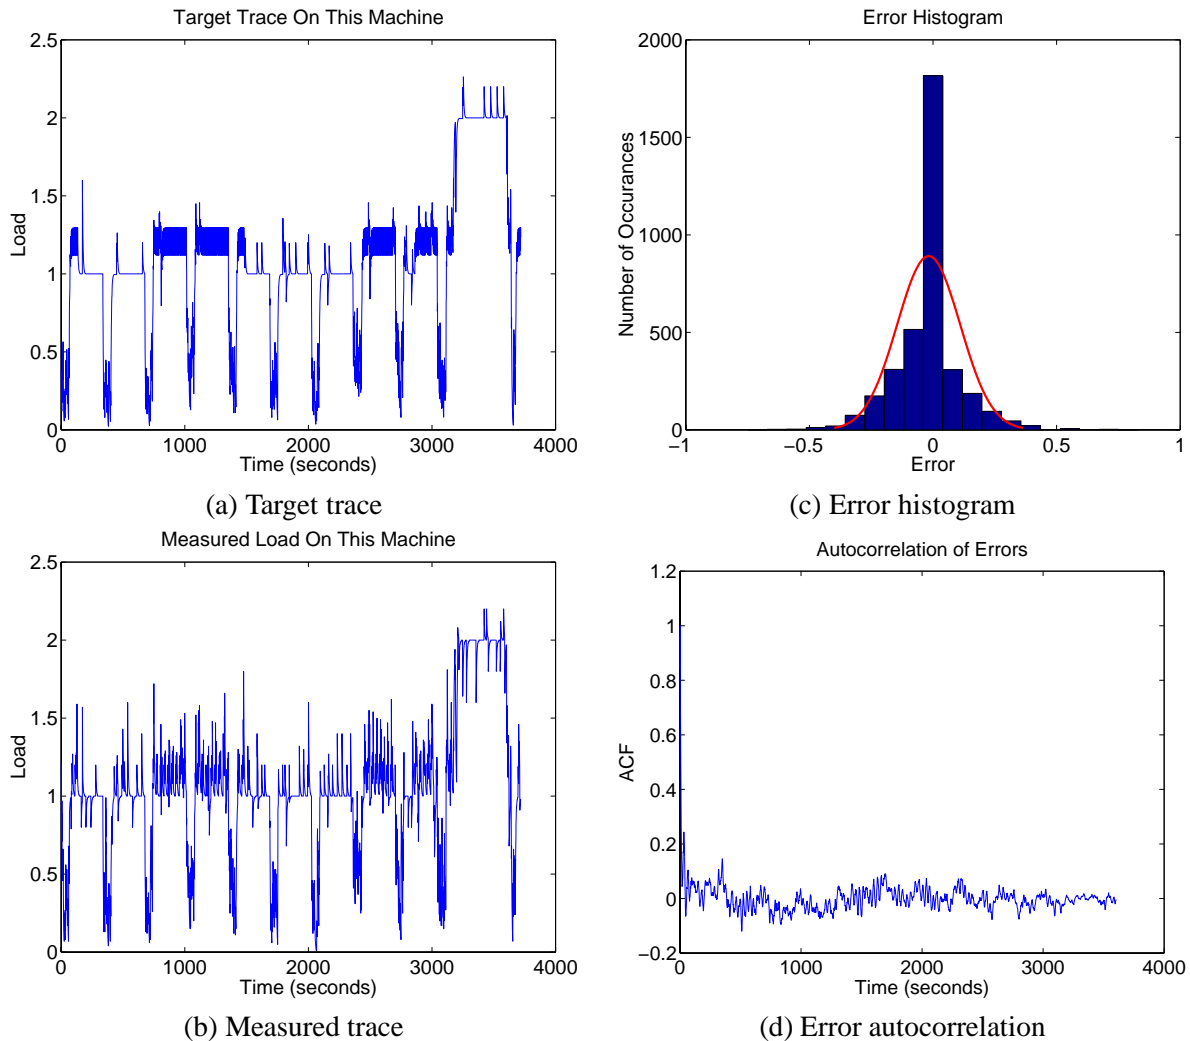 Target Trace On This Machine
2.5
2
1.5
1
0.5
0
Load
0 1000 2000 3000 4000
Time (seconds)
(a) Target trace
Error Histogram
2000
1500
1000
500
0
Number of Occurances
−1 −0.5 0 0.5 1
Error
(c) Error histogram
Measured Load On This Machine
2.5
2
1.5
1
0.5
0
Load
0 1000 2000 3000 4000
Time (seconds)
(b) Measured trace
Autocorrelation of Errors
1.2
1
0.8
0.6
0.4
0.2
0
−0.2
ACF
0 1000 2000 3000 4000
Time (seconds)
(d) Error autocorrelation